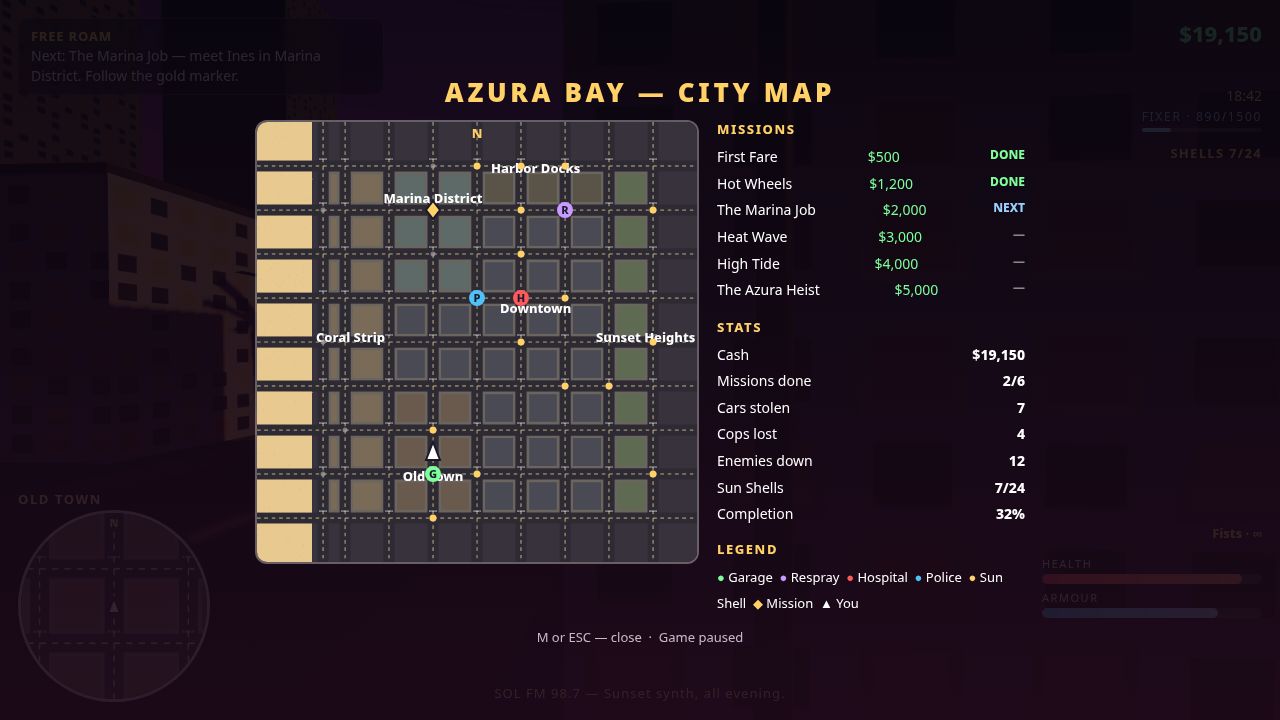 FREE ROAM
Next: The Marina Job — meet Ines in Marina
District. Follow the gold marker.
$19,150
18:42
FIXER · 890/1500
SHELLS 7/24
AZURA BAY — CITY MAP
N
Harbor Docks
Marina District
R
P
H
Downtown
Coral Strip
Sunset Heights
G
Old Town
MISSIONS
First Fare $500 DONE
Hot Wheels $1,200 DONE
The Marina Job $2,000 NEXT
Heat Wave $3,000 —
High Tide $4,000 —
The Azura Heist $5,000 —
STATS
Cash $19,150
Missions done 2/6
Cars stolen 7
Cops lost 4
Enemies down 12
Sun Shells 7/24
Completion 32%
LEGEND
● Garage ● Respray ● Hospital ● Police ● Sun
Shell ◆ Mission ▲ You
M or ESC — close · Game paused
OLD TOWN
N
Fists · ∞
HEALTH
ARMOUR
SOL FM 98.7 — Sunset synth, all evening.